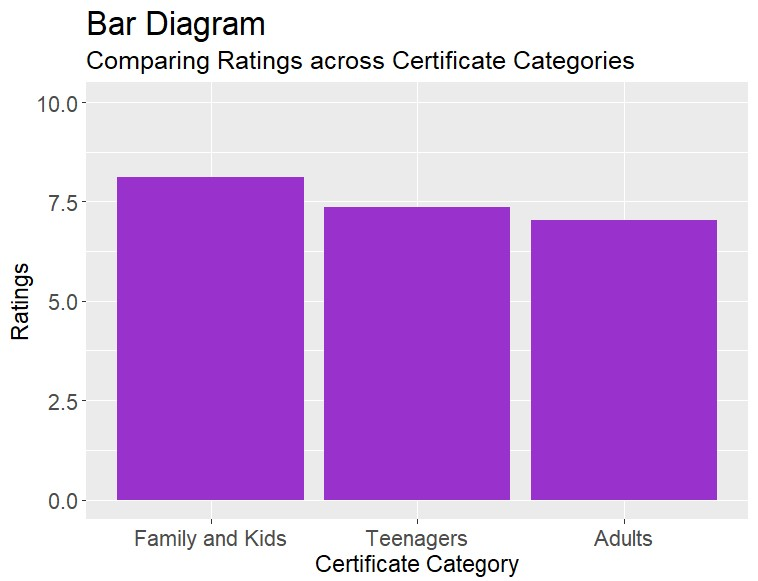 Bar Diagram
Comparing Ratings across Certificate Categories
10.0
7.5
5.0
2.5
0.0
Ratings
Family and Kids
Teenagers
Adults
Certificate Category